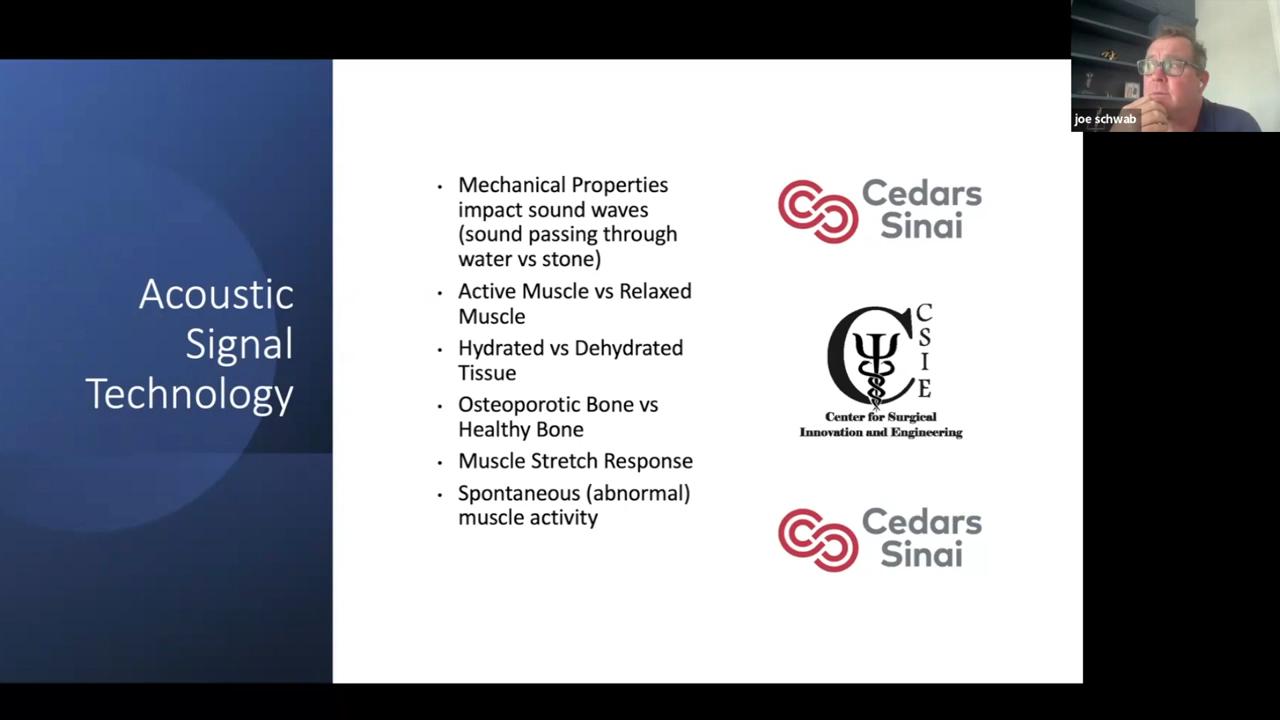 joe schwab
Acoustic
Signal
Technology
• Mechanical Properties
impact sound waves
(sound passing through
water vs stone)
• Active Muscle vs Relaxed
Muscle
• Hydrated vs Dehydrated
Tissue
• Osteoporotic Bone vs
Healthy Bone
• Muscle Stretch Response
• Spontaneous (abnormal)
muscle activity
Cedars
Sinai
C
CSIE
Center for Surgical
Innovation and Engineering
Cedars
Sinai